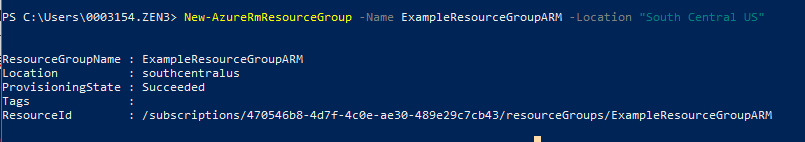 PS C:\Users\0003154.ZEN3> New-AzureRmResourceGroup -Name ExampleResourceGroupARM -Location "South Central US"
ResourceGroupName : ExampleResourceGroupARM
Location          : southcentralus
ProvisioningState : Succeeded
Tags              :
ResourceId        : /subscriptions/470546b8-4d7f-4c0e-ae30-489e29c7cb43/resourceGroups/ExampleResourceGroupARM